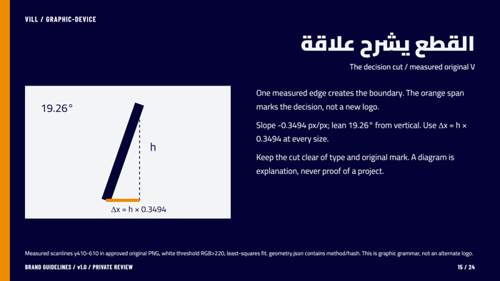 VILL / GRAPHIC-DEVICE
القطع يشرح علاقة
The decision cut / measured original V
19.26°
h
Δx = h × 0.3494
One measured edge creates the boundary. The orange span
marks the decision, not a new logo.
Slope -0.3494 px/px; lean 19.26° from vertical. Use Δx = h ×
0.3494 at every size.
Keep the cut clear of type and original mark. A diagram is
explanation, never proof of a project.
Measured scanlines y410-610 in approved original PNG, white threshold RGB>220, least-squares fit. geometry.json contains method/hash. This is graphic grammar, not an alternate logo.
BRAND GUIDELINES / v1.0 / PRIVATE REVIEW
15 / 24